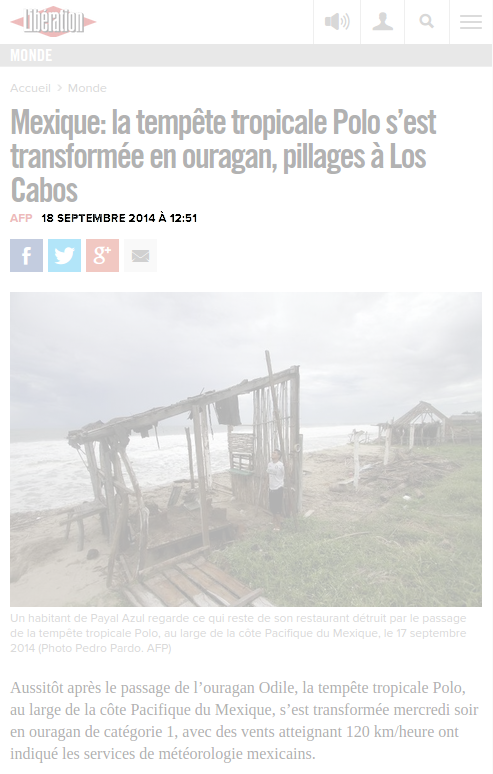 Libération
MONDE
Accueil > Monde
Mexique: la tempête tropicale Polo s’est
transformée en ouragan, pillages à Los
Cabos
AFP 18 SEPTEMBRE 2014 À 12:51
f
g+
Un habitant de Payal Azul regarde ce qui reste de son restaurant détruit par le passage
de la tempête tropicale Polo, au large de la côte Pacifique du Mexique, le 17 septembre
2014 (Photo Pedro Pardo. AFP)
Aussitôt après le passage de l’ouragan Odile, la tempête tropicale Polo,
au large de la côte Pacifique du Mexique, s’est transformée mercredi soir
en ouragan de catégorie 1, avec des vents atteignant 120 km/heure ont
indiqué les services de météorologie mexicains.